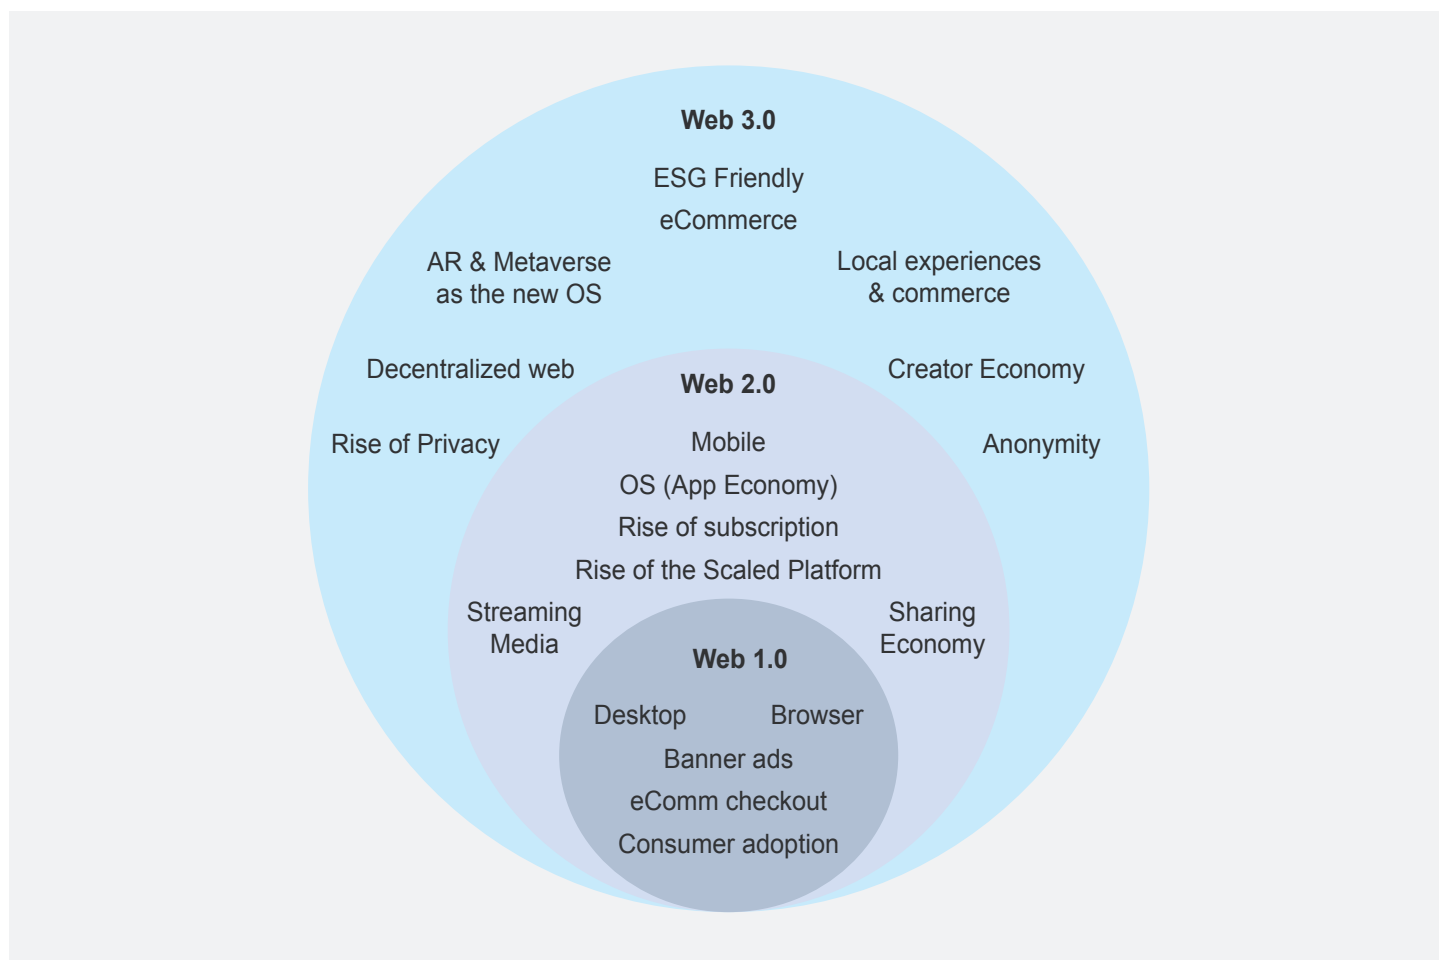 Web 3.0
ESG Friendly
eCommerce
AR & Metaverse
as the new OS
Local experiences
& commerce
Decentralized web
Creator Economy
Rise of Privacy
Anonymity
Web 2.0
Mobile
OS (App Economy)
Rise of subscription
Rise of the Scaled Platform
Streaming
Media
Sharing
Economy
Web 1.0
Desktop
Browser
Banner ads
eComm checkout
Consumer adoption